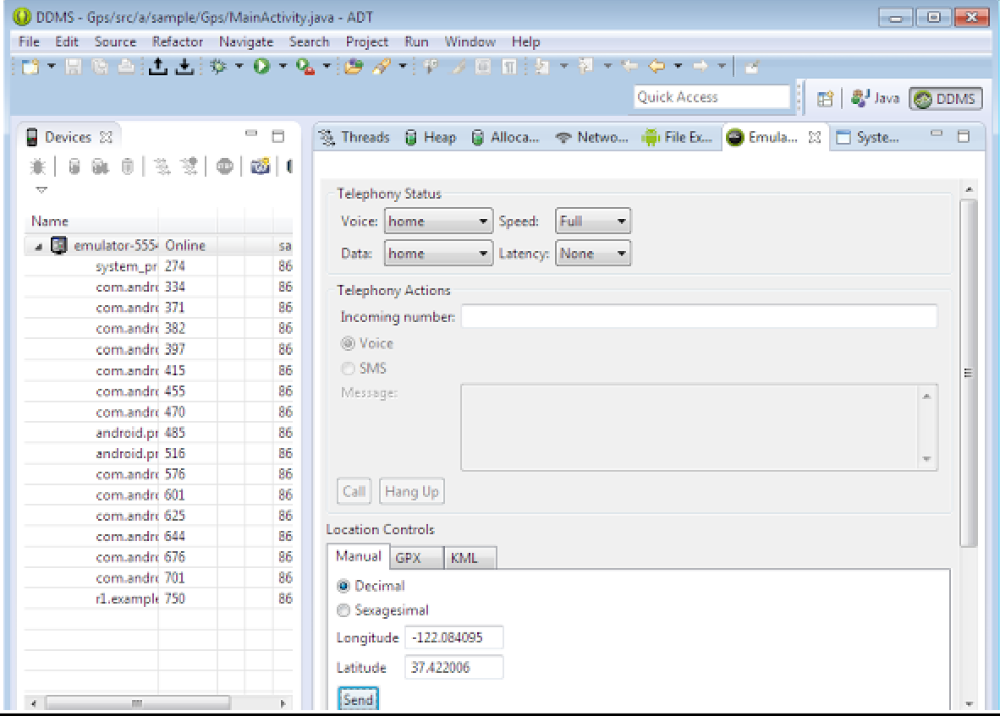 DDMS - Gps/src/a/sample/Gps/MainActivity.java - ADT
File Edit Source Refactor Navigate Search Project Run Window Help
Quick Access
Java DDMS
Devices
Threads Heap Alloca... Netwo... File Ex... Emula... Syste...
Name
emulator-555 Online sa
system_pr 274 86
com.andr 334 86
com.andr 371 86
com.andr 382 86
com.andr 397 86
com.andr 415 86
com.andr 455 86
com.andr 470 86
android.pr 485 86
android.pr 516 86
com.andr 576 86
com.andr 601 86
com.andr 625 86
com.andr 644 86
com.andr 676 86
com.andr 701 86
r1.example 750 86
Telephony Status
Voice: home Speed: Full
Data: home Latency: None
Telephony Actions
Incoming number:
Voice
SMS
Message:
Call Hang Up
Location Controls
Manual GPX KML
Decimal
Sexagesimal
Longitude -122.084095
Latitude 37.422006
Send